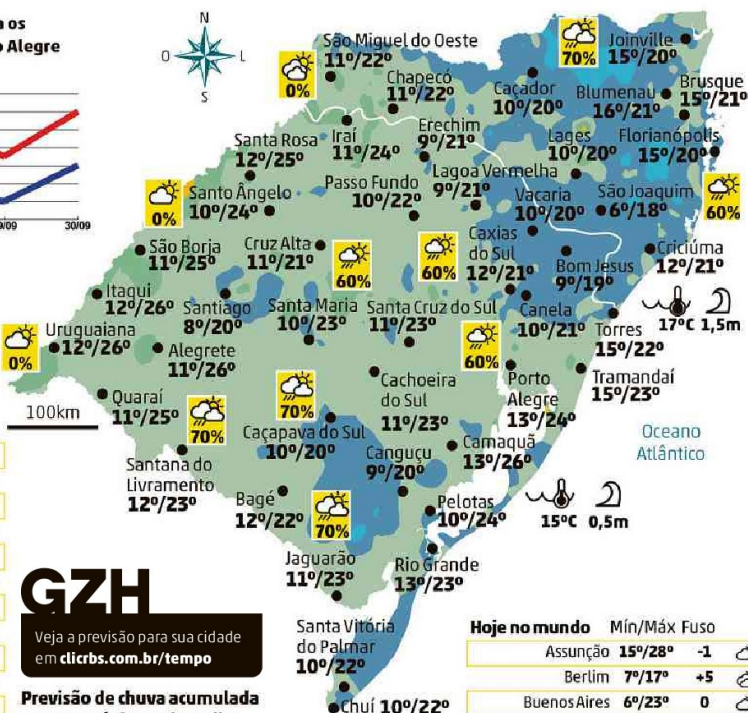 a os
Alegre
30/09
N
O
L
S
0%
São Miguel do Oeste
11º/22º
Chapecó
11º/22º
70%
Joinville
15º/20º
Caçador
10º/20º
Blumenau
16º/21º
Brusque
15º/21º
Santa Rosa
12º/25º
Iraí
11º/24º
Erechim
9º/21º
Lages
10º/20º
Florianópolis
15º/20º
0%
Santo Ângelo
10º/24º
Passo Fundo
10º/22º
Lagoa Vermelha
9º/21º
Vacaria
10º/20º
São Joaquim
6º/18º
60%
São Borja
11º/25º
Cruz Alta
11º/21º
60%
60%
Caxias
do Sul
12º/21º
Bom Jesus
9º/19º
Criciúma
12º/21º
Itaqui
12º/26º
Santiago
8º/20º
Santa Maria
10º/23º
Santa Cruz do Sul
11º/23º
Canela
10º/21º
Torres
15º/22º
17ºC 1,5m
0%
Uruguaiana
12º/26º
Alegrete
11º/26º
60%
Quaraí
11º/25º
100km
70%
70%
Cachoeira
do Sul
11º/23º
Porto
Alegre
13º/24º
Tramandaí
15º/23º
Caçapava do Sul
10º/20º
Oceano
Atlântico
Santana do
Livramento
12º/23º
Canguçu
9º/20º
Camaquã
13º/26º
Bagé
12º/22º
70%
Pelotas
10º/24º
15ºC 0,5m
Jaguarão
11º/23º
Rio Grande
13º/23º
GZH
Veja a previsão para sua cidade
em clicrbs.com.br/tempo
Santa Vitória
do Palmar
10º/22º
Chuí 10º/22º
Previsão de chuva acumulada
Hoje no mundo Mín/Máx Fuso
Assunção 15º/28º -1
Berlim 7º/17º +5
Buenos Aires 6º/23º 0